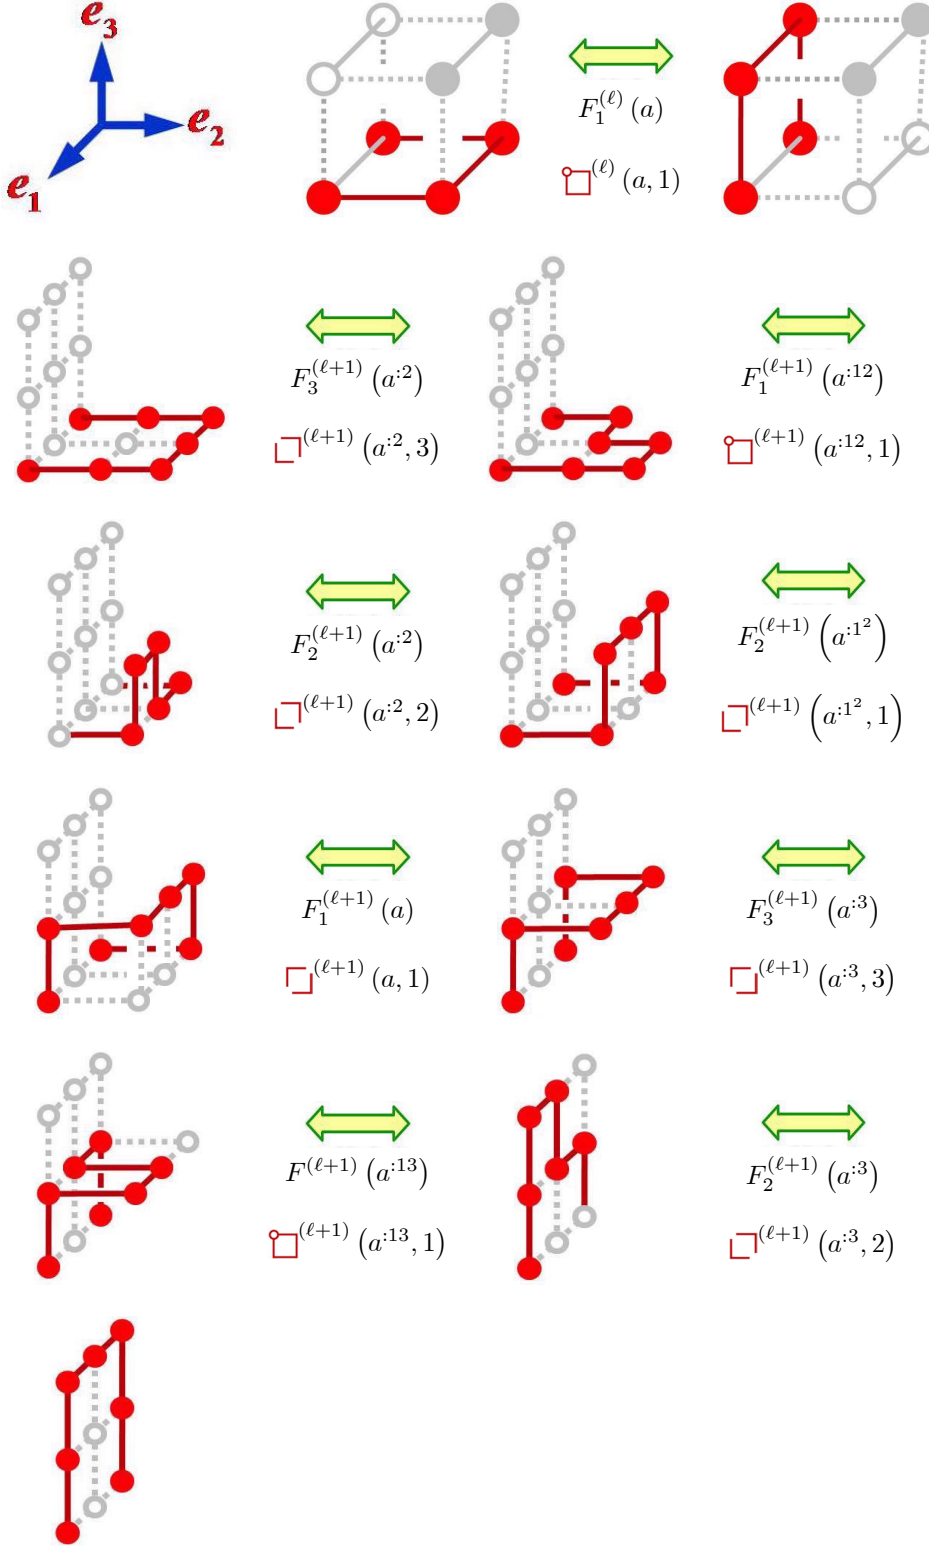 e₃
e₂
e₁
F₁^(ℓ) (a)
□^(ℓ) (a, 1)
F₃^(ℓ+1) (a^:2)
F₁^(ℓ+1) (a^:12)
□^(ℓ+1) (a^:2, 3)
□^(ℓ+1) (a^:12, 1)
F₂^(ℓ+1) (a^:2)
F₂^(ℓ+1) (a^:1²)
□^(ℓ+1) (a^:2, 2)
□^(ℓ+1) (a^:1², 1)
F₁^(ℓ+1) (a)
F₃^(ℓ+1) (a^:3)
□^(ℓ+1) (a, 1)
□^(ℓ+1) (a^:3, 3)
F^(ℓ+1) (a^:13)
F₂^(ℓ+1) (a^:3)
□^(ℓ+1) (a^:13, 1)
□^(ℓ+1) (a^:3, 2)